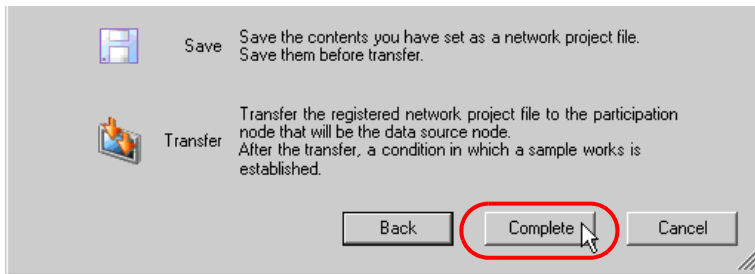 Save
Save the contents you have set as a network project file.
Save them before transfer.
Transfer
Transfer the registered network project file to the participation
node that will be the data source node.
After the transfer, a condition in which a sample works is
established.
Back
Complete
Cancel